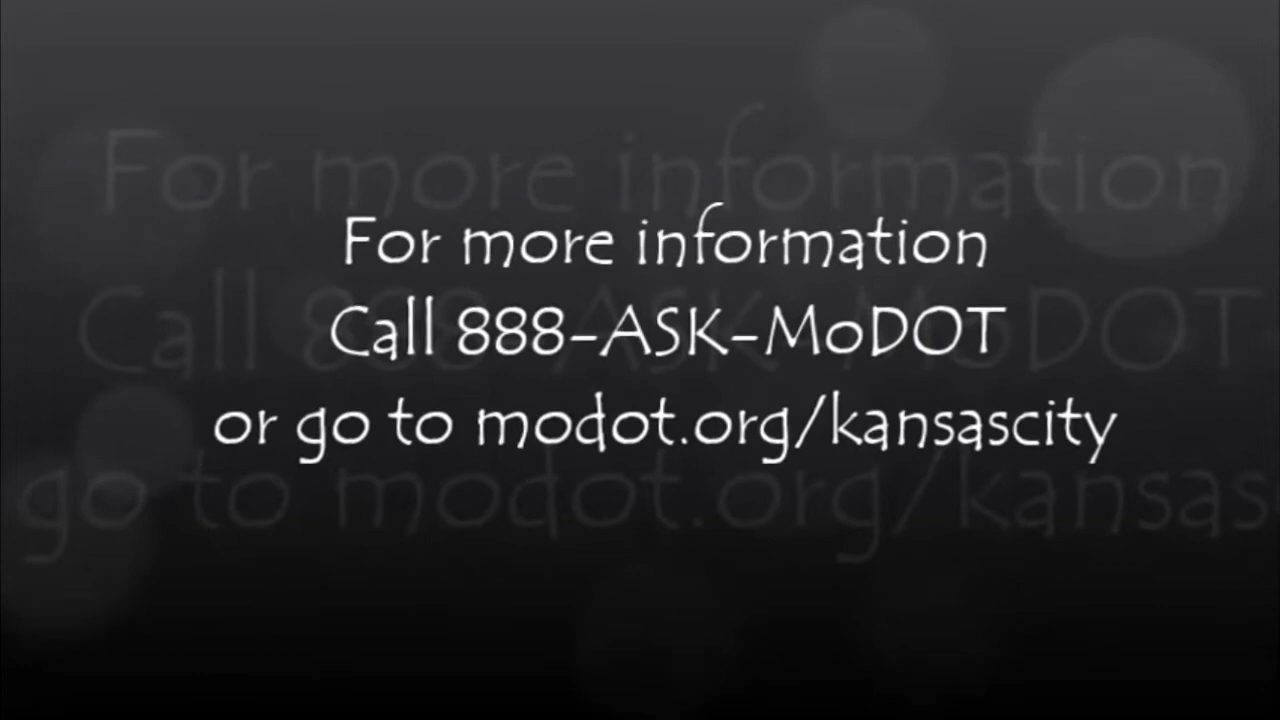 For more information
Call 888-ASK-MoDOT
or go to modot.org/kansascity